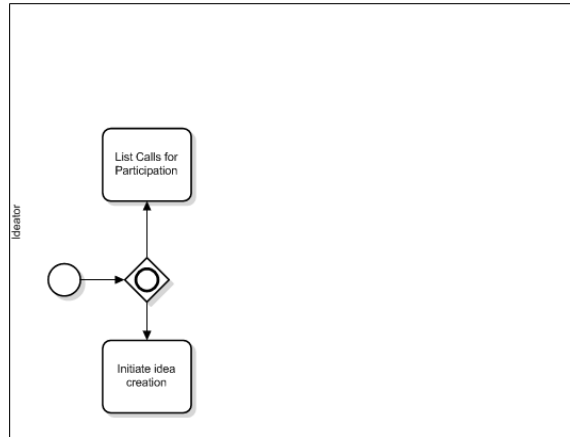 List Calls for
Participation
Ideator
Initiate idea
creation